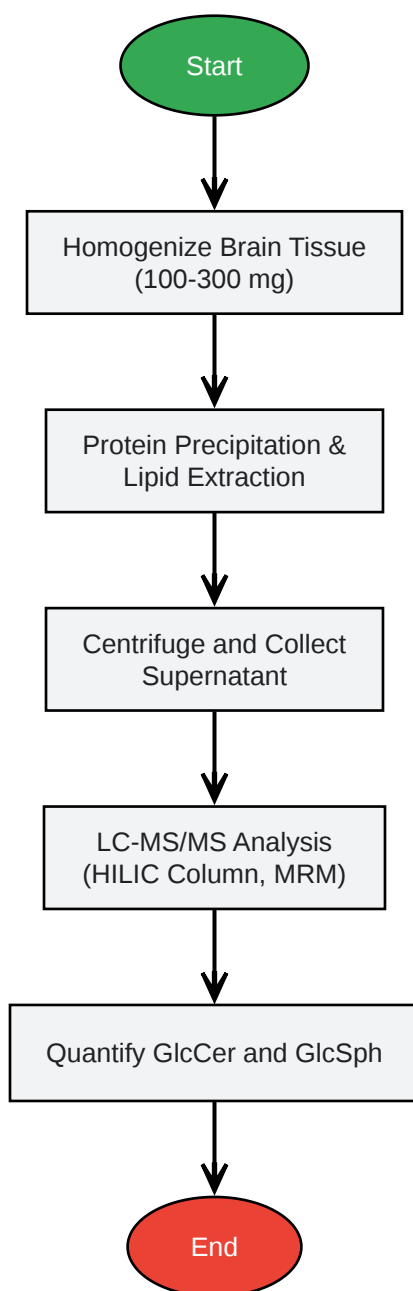 Start
Homogenize Brain Tissue
(100-300 mg)
Protein Precipitation &
Lipid Extraction
Centrifuge and Collect
Supernatant
LC-MS/MS Analysis
(HILIC Column, MRM)
Quantify GlcCer and GlcSph
End